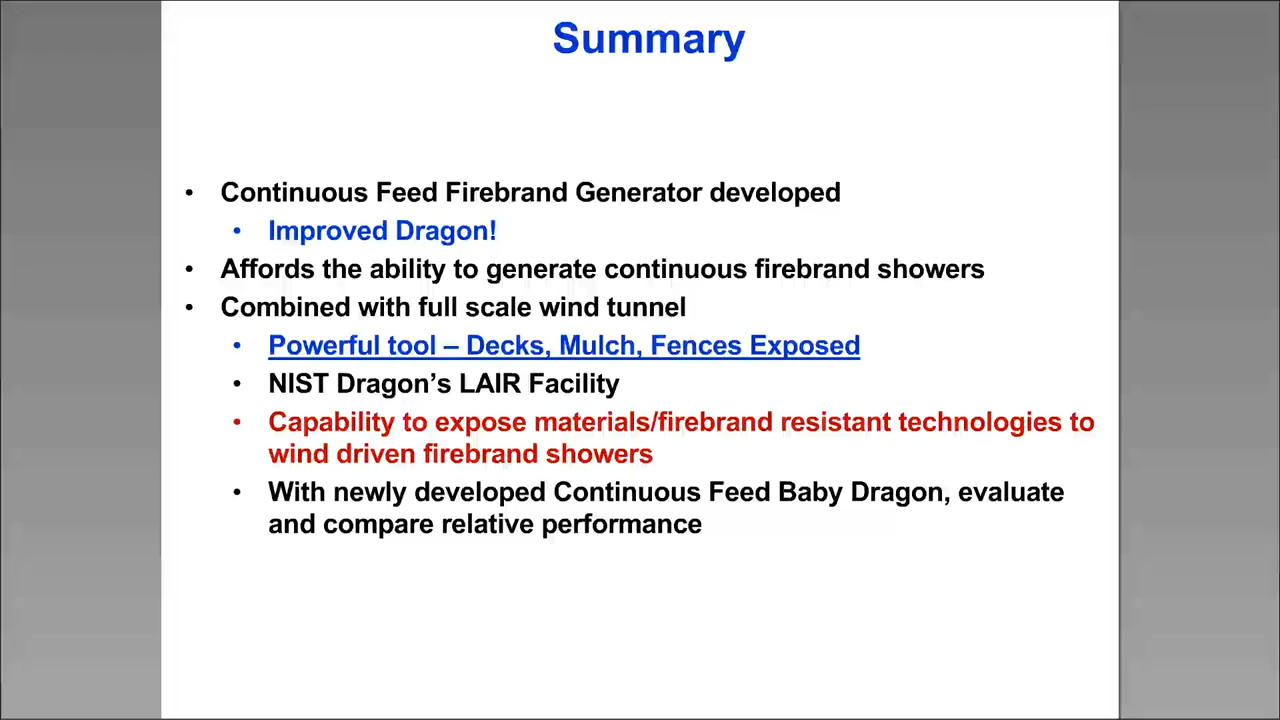 Summary
• Continuous Feed Firebrand Generator developed
• Improved Dragon!
• Affords the ability to generate continuous firebrand showers
• Combined with full scale wind tunnel
• Powerful tool – Decks, Mulch, Fences Exposed
• NIST Dragon’s LAIR Facility
• Capability to expose materials/firebrand resistant technologies to
wind driven firebrand showers
• With newly developed Continuous Feed Baby Dragon, evaluate
and compare relative performance